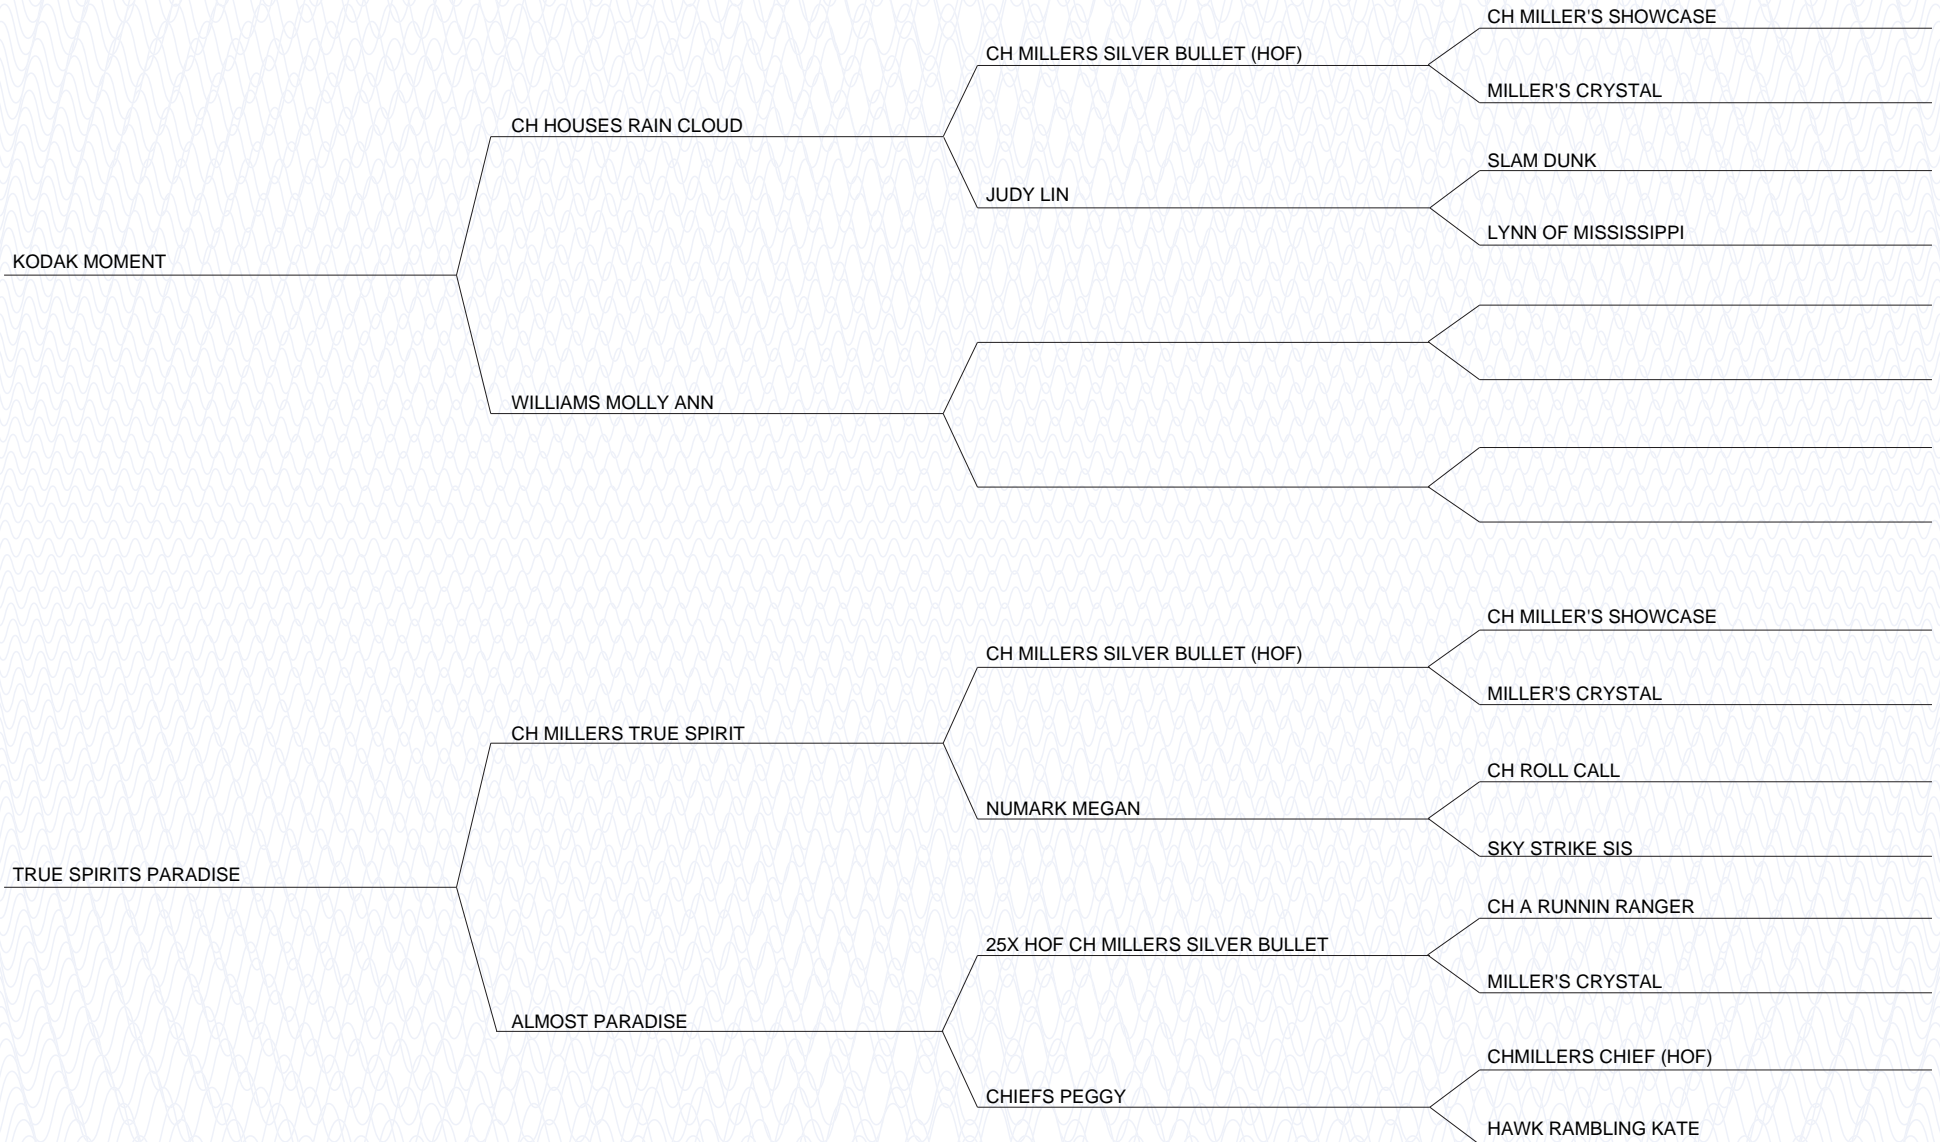 CH MILLER'S SHOWCASE
CH MILLERS SILVER BULLET (HOF)
MILLER'S CRYSTAL
CH HOUSES RAIN CLOUD
SLAM DUNK
JUDY LIN
LYNN OF MISSISSIPPI
KODAK MOMENT
WILLIAMS MOLLY ANN
CH MILLER'S SHOWCASE
CH MILLERS SILVER BULLET (HOF)
MILLER'S CRYSTAL
CH MILLERS TRUE SPIRIT
CH ROLL CALL
NUMARK MEGAN
SKY STRIKE SIS
TRUE SPIRITS PARADISE
CH A RUNNIN RANGER
25X HOF CH MILLERS SILVER BULLET
MILLER'S CRYSTAL
ALMOST PARADISE
CHMILLERS CHIEF (HOF)
CHIEFS PEGGY
HAWK RAMBLING KATE